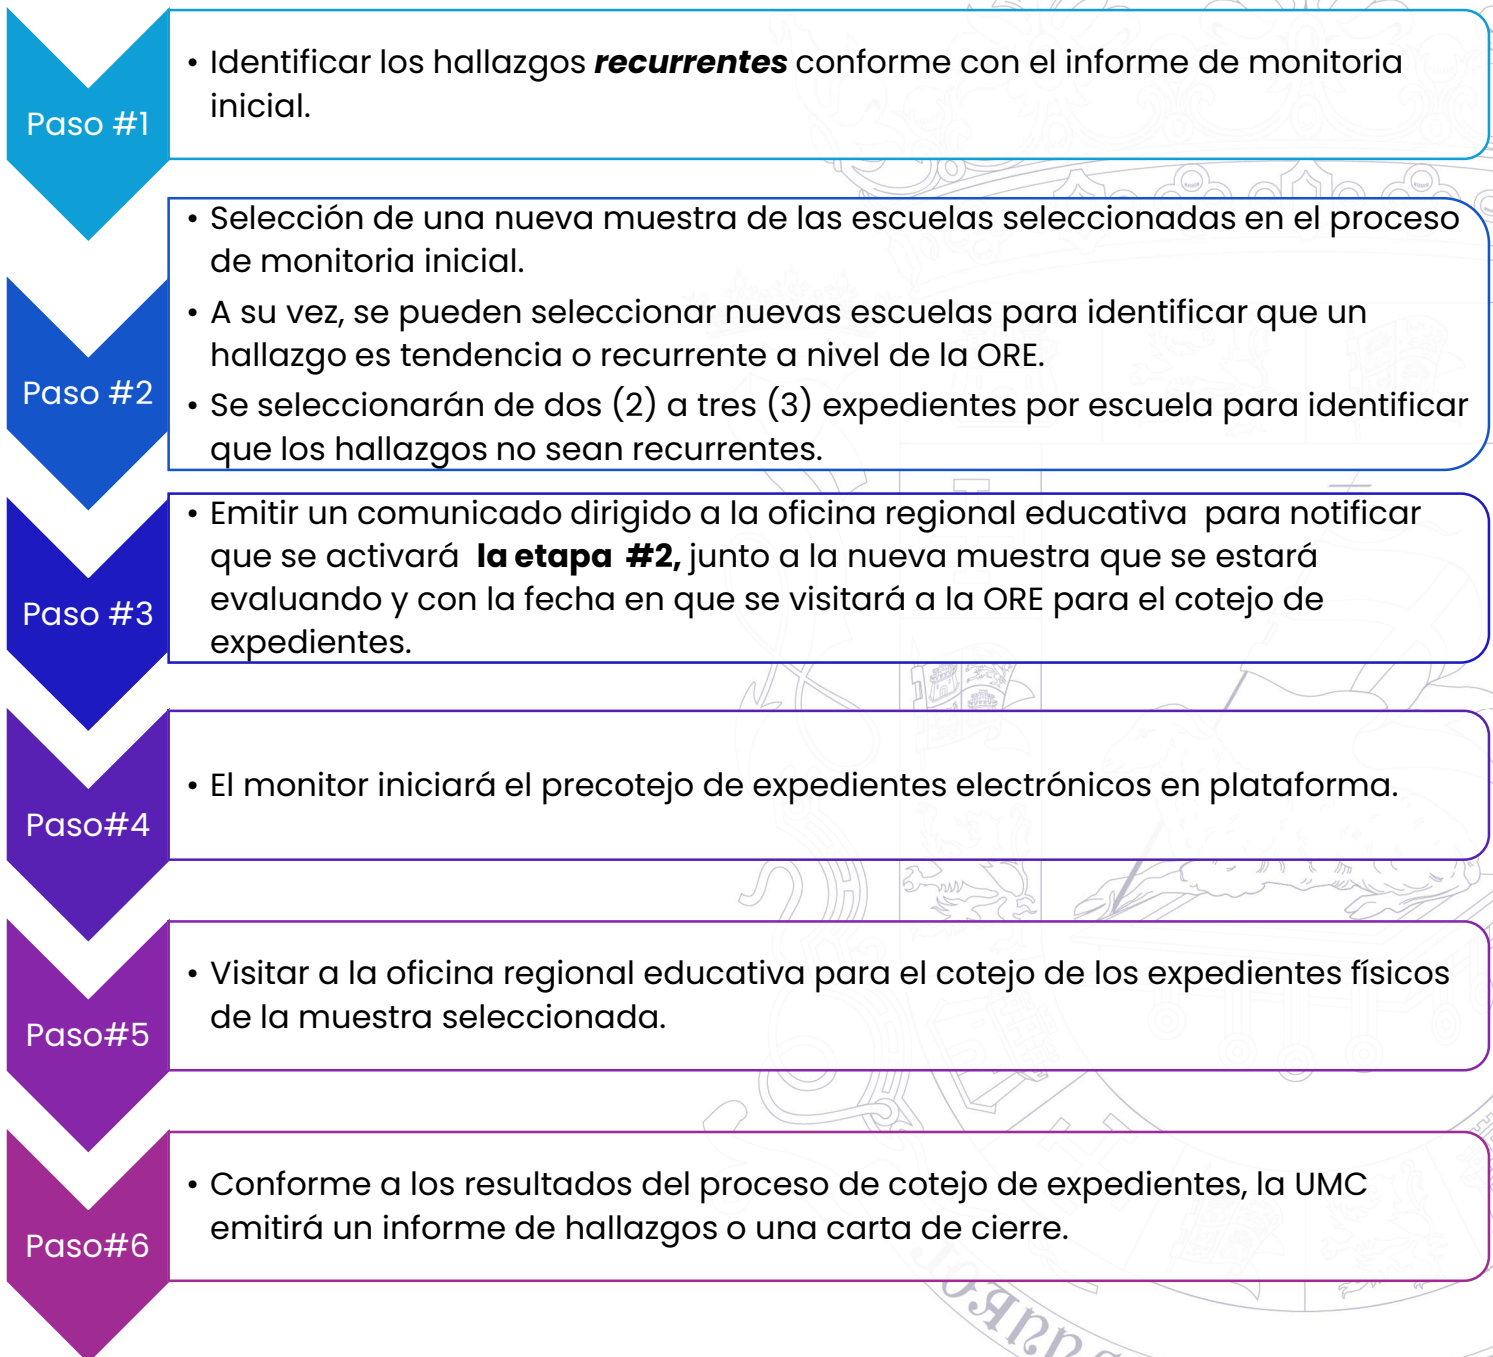 Paso #1
• Identificar los hallazgos recurrentes conforme con el informe de monitoria
inicial.
Paso #2
• Selección de una nueva muestra de las escuelas seleccionadas en el proceso
de monitoria inicial.
• A su vez, se pueden seleccionar nuevas escuelas para identificar que un
hallazgo es tendencia o recurrente a nivel de la ORE.
• Se seleccionarán de dos (2) a tres (3) expedientes por escuela para identificar
que los hallazgos no sean recurrentes.
Paso #3
• Emitir un comunicado dirigido a la oficina regional educativa para notificar
que se activará la etapa #2, junto a la nueva muestra que se estará
evaluando y con la fecha en que se visitará a la ORE para el cotejo de
expedientes.
Paso#4
• El monitor iniciará el precotejo de expedientes electrónicos en plataforma.
Paso#5
• Visitar a la oficina regional educativa para el cotejo de los expedientes físicos
de la muestra seleccionada.
Paso#6
• Conforme a los resultados del proceso de cotejo de expedientes, la UMC
emitirá un informe de hallazgos o una carta de cierre.